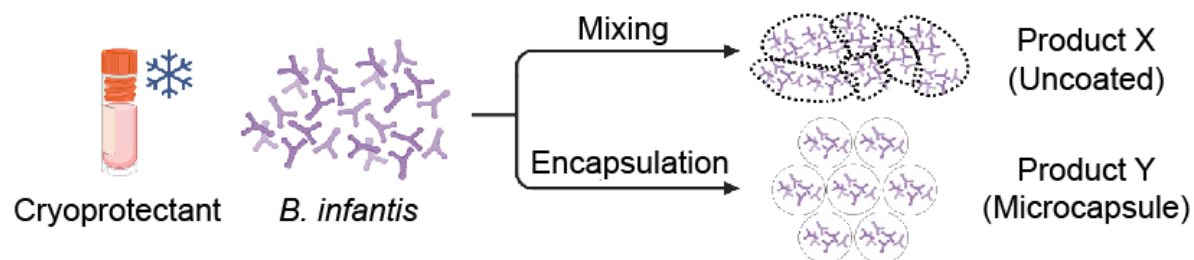 Mixing
Product X
(Uncoated)
Encapsulation
Product Y
(Microcapsule)
Cryoprotectant
B. infantis